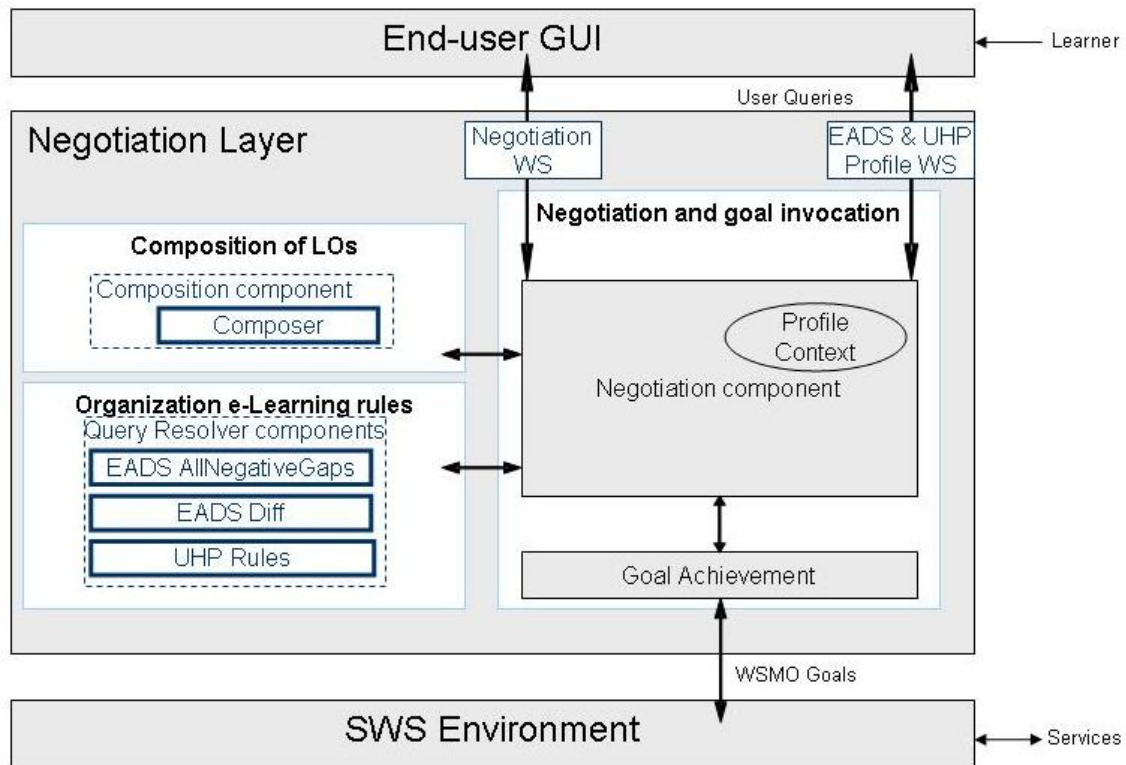 End-user GUI
Learner
User Queries
Negotiation Layer
Negotiation
WS
EADS & UHP
Profile WS
Negotiation and goal invocation
Composition of LOs
Composition component
Composer
Profile
Context
Negotiation component
Organization e-Learning rules
Query Resolver components
EADS AllNegativeGaps
EADS Diff
UHP Rules
Goal Achievement
WSMO Goals
SWS Environment
Services